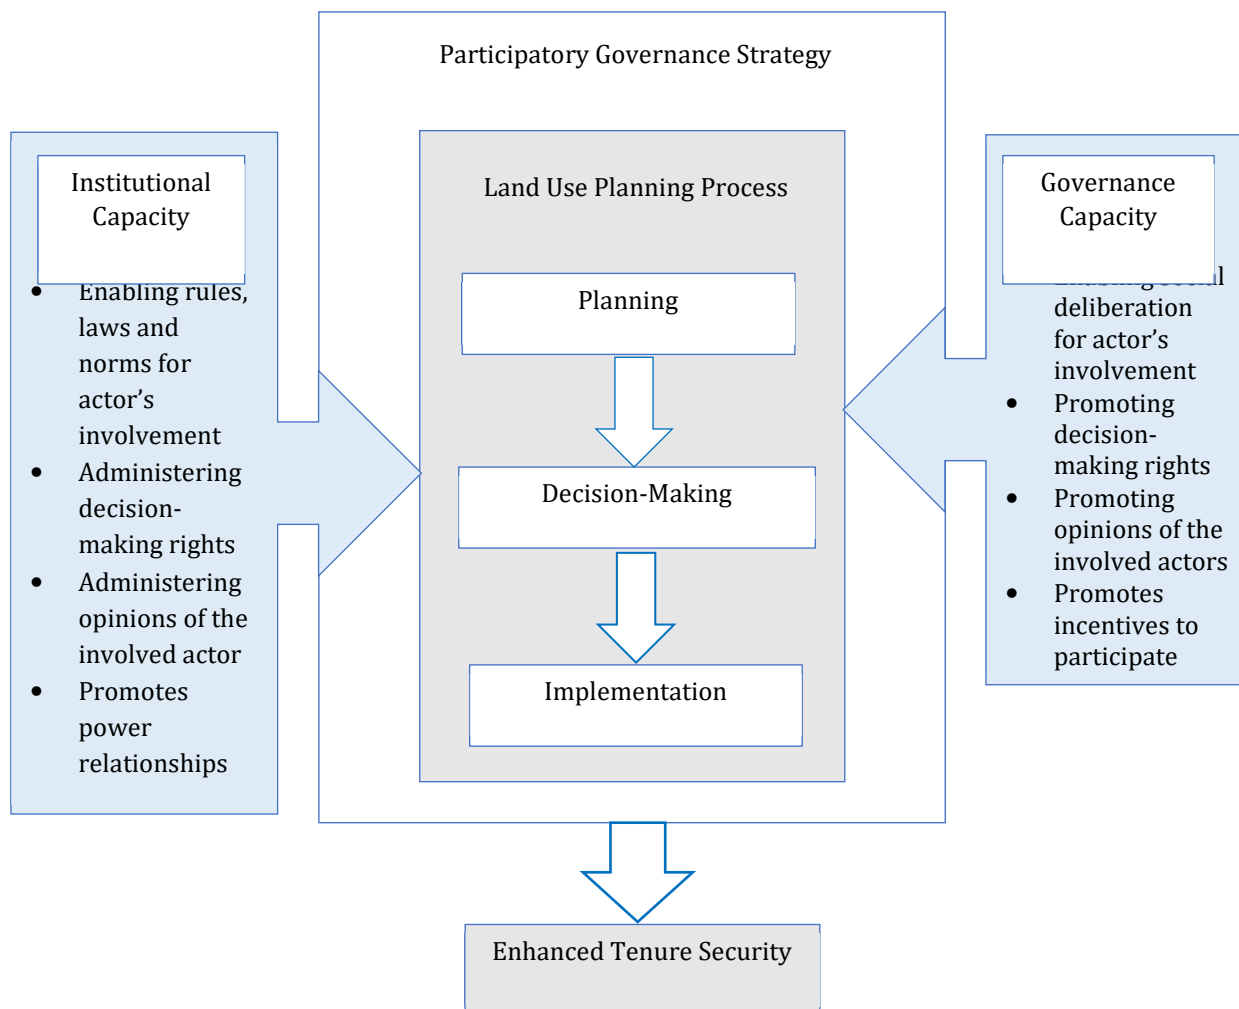 Participatory Governance Strategy
Institutional
Capacity
• Enabling rules,
laws and
norms for
actor’s
involvement
• Administering
decision-
making rights
• Administering
opinions of the
involved actor
• Promotes
power
relationships
Land Use Planning Process
Planning
Decision-Making
Implementation
Governance
Capacity
Enabling social
deliberation
for actor’s
involvement
• Promoting
decision-
making rights
• Promoting
opinions of the
involved actors
• Promotes
incentives to
participate
Enhanced Tenure Security